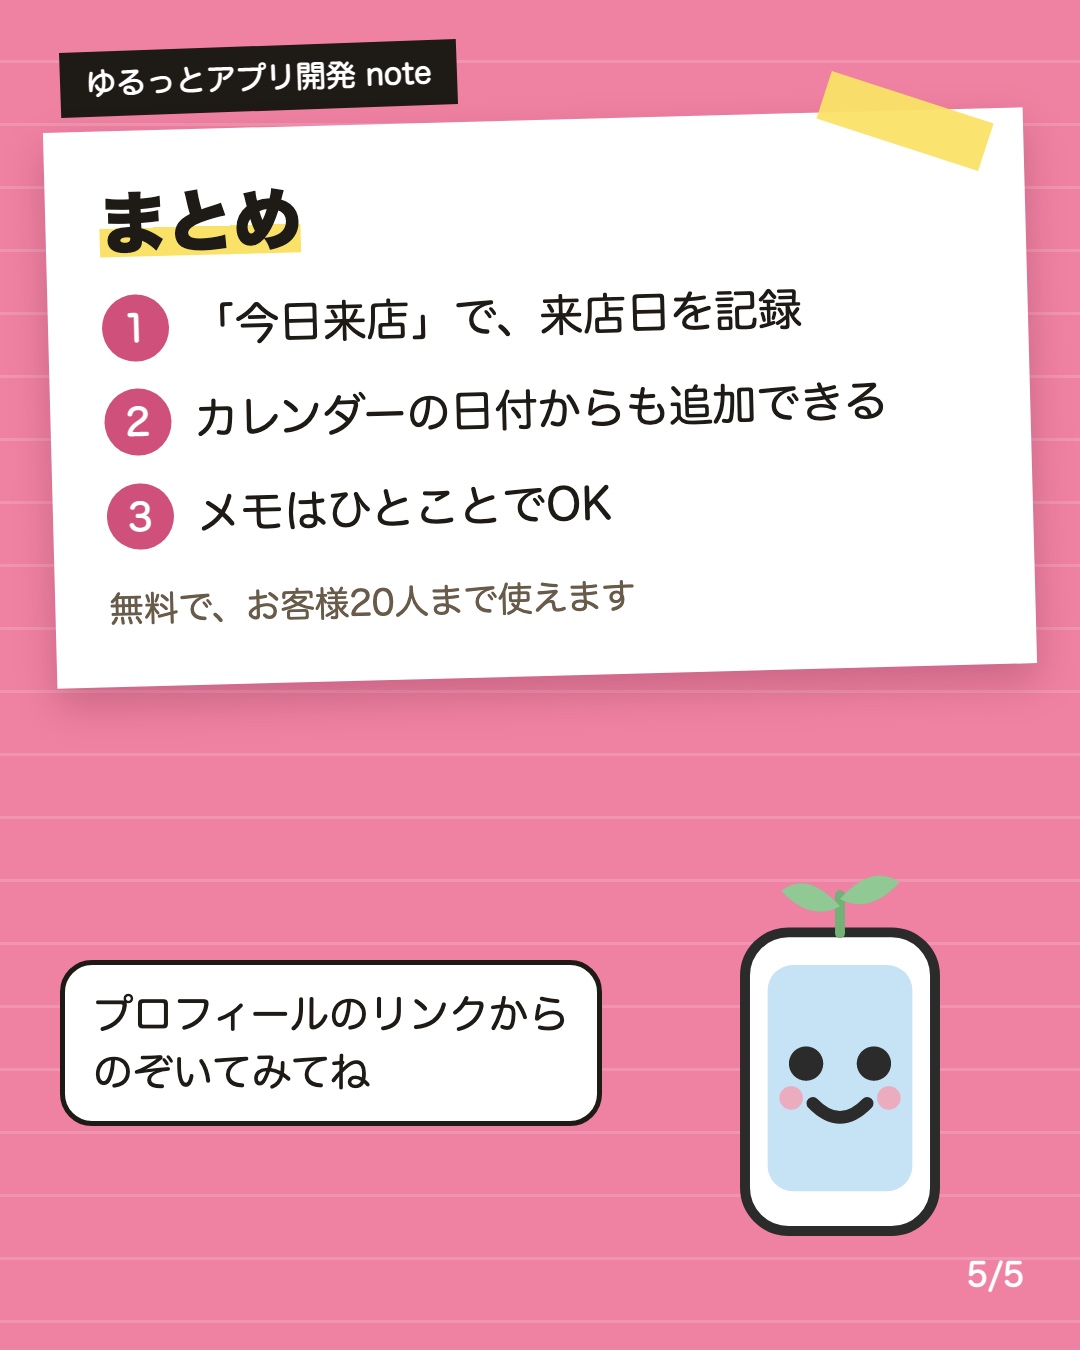 ゆるっとアプリ開発 note
まとめ
1 「今日来店」で、来店日を記録
2 カレンダーの日付からも追加できる
3 メモはひとことでOK
無料で、お客様20人まで使えます
プロフィールのリンクから
のぞいてみてね
5/5